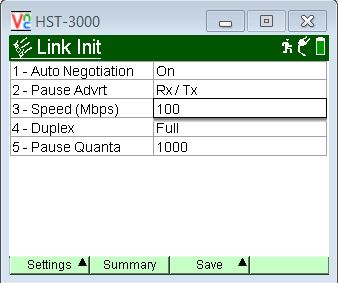 V2 HST-3000
Link Init
1 - Auto Negotiation On
2 - Pause Advrt Rx / Tx
3 - Speed (Mbps) 100
4 - Duplex Full
5 - Pause Quanta 1000
Settings Summary Save